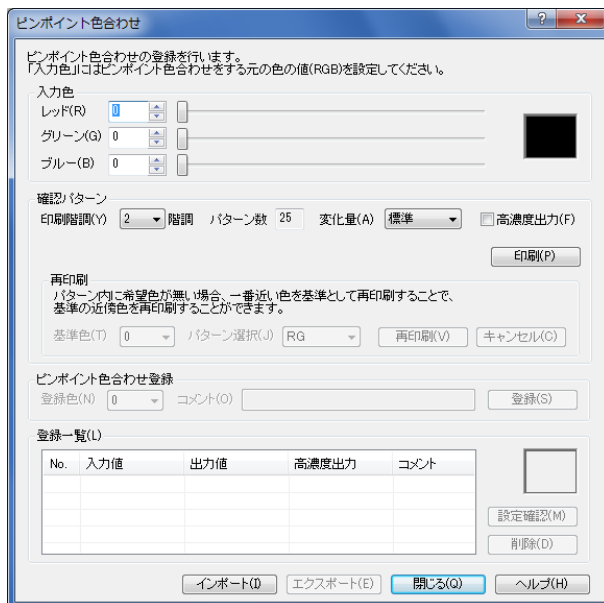 ピンポイント色合わせ
ピンポイント色合わせの登録を行います。
「入力色」にはピンポイント色合わせをする元の色の値(RGB)を設定してください。
入力色
レッド(R) 0
グリーン(G) 0
ブルー(B) 0
確認パターン
印刷階調(Y) 2 階調 パターン数 25 変化量(A) 標準 高濃度出力(F)
印刷(P)
再印刷
パターン内に希望色が無い場合、一番近い色を基準として再印刷することで、
基準の近傍色を再印刷することができます。
基準色(T) 0 パターン選択(J) RG 再印刷(V) キャンセル(C)
ピンポイント色合わせ登録
登録色(N) 0 コメント(O) 登録(S)
登録一覧(L)
No. 入力値 出力値 高濃度出力 コメント
設定確認(M)
削除(D)
インポート(I) エクスポート(E) 閉じる(Q) ヘルプ(H)